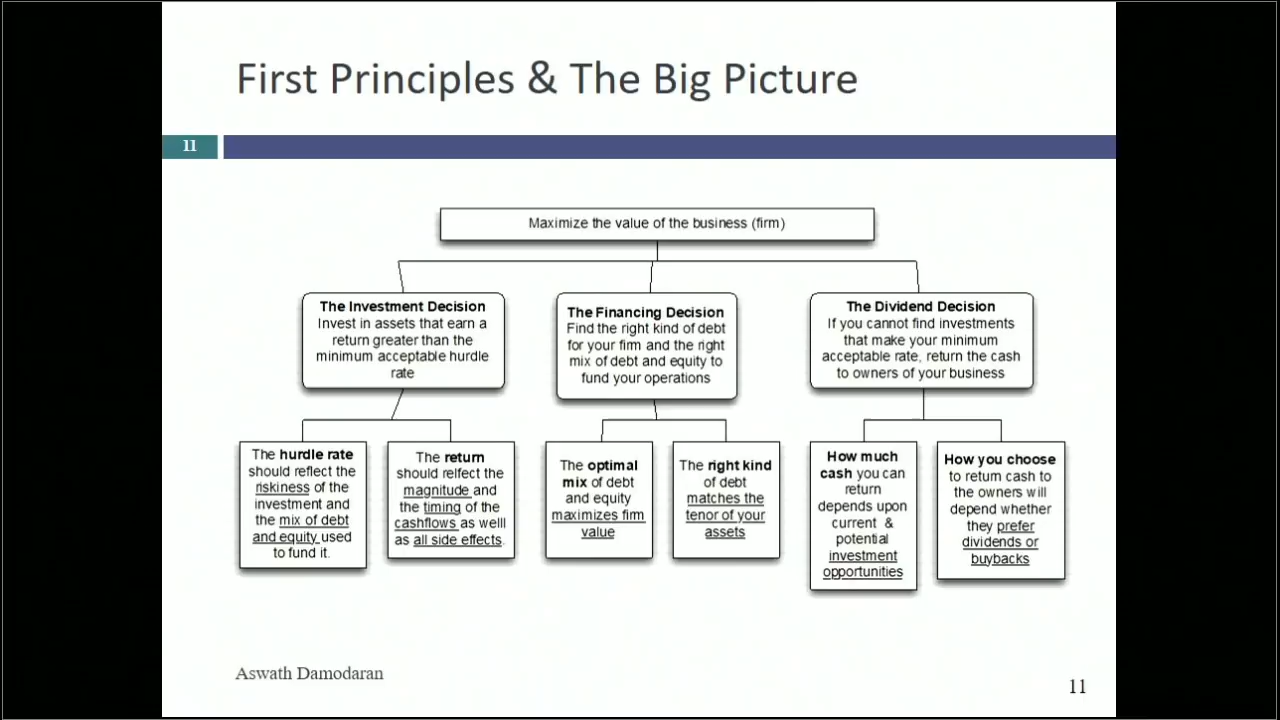 First Principles & The Big Picture
11
Maximize the value of the business (firm)
The Investment Decision
Invest in assets that earn a
return greater than the
minimum acceptable hurdle
rate
The Financing Decision
Find the right kind of debt
for your firm and the right
mix of debt and equity to
fund your operations
The Dividend Decision
If you cannot find investments
that make your minimum
acceptable rate, return the cash
to owners of your business
The hurdle rate
should reflect the
riskiness of the
investment and
the mix of debt
and equity used
to fund it.
The return
should relfect the
magnitude and
the timing of the
cashflows as welll
as all side effects.
The optimal
mix of debt
and equity
maximizes firm
value
The right kind
of debt
matches the
tenor of your
assets
How much
cash you can
return
depends upon
current &
potential
investment
opportunities
How you choose
to return cash to
the owners will
depend whether
they prefer
dividends or
buybacks
Aswath Damodaran
11